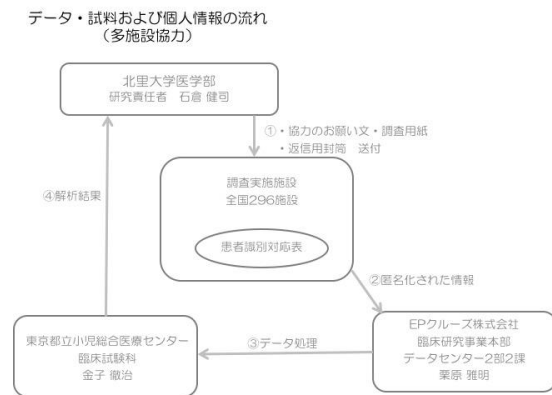 データ・試料および個人情報の流れ
（多施設協力）
北里大学医学部
研究責任者　石倉 健司
①・協力のお願い文・調査用紙
・返信用封筒　送付
調査実施施設
全国296施設
患者識別対応表
④解析結果
②匿名化された情報
EPクルーズ株式会社
臨床研究事業本部
データセンター2部2課
栗原 雅明
③データ処理
東京都立小児総合医療センター
臨床試験科
金子 徹治